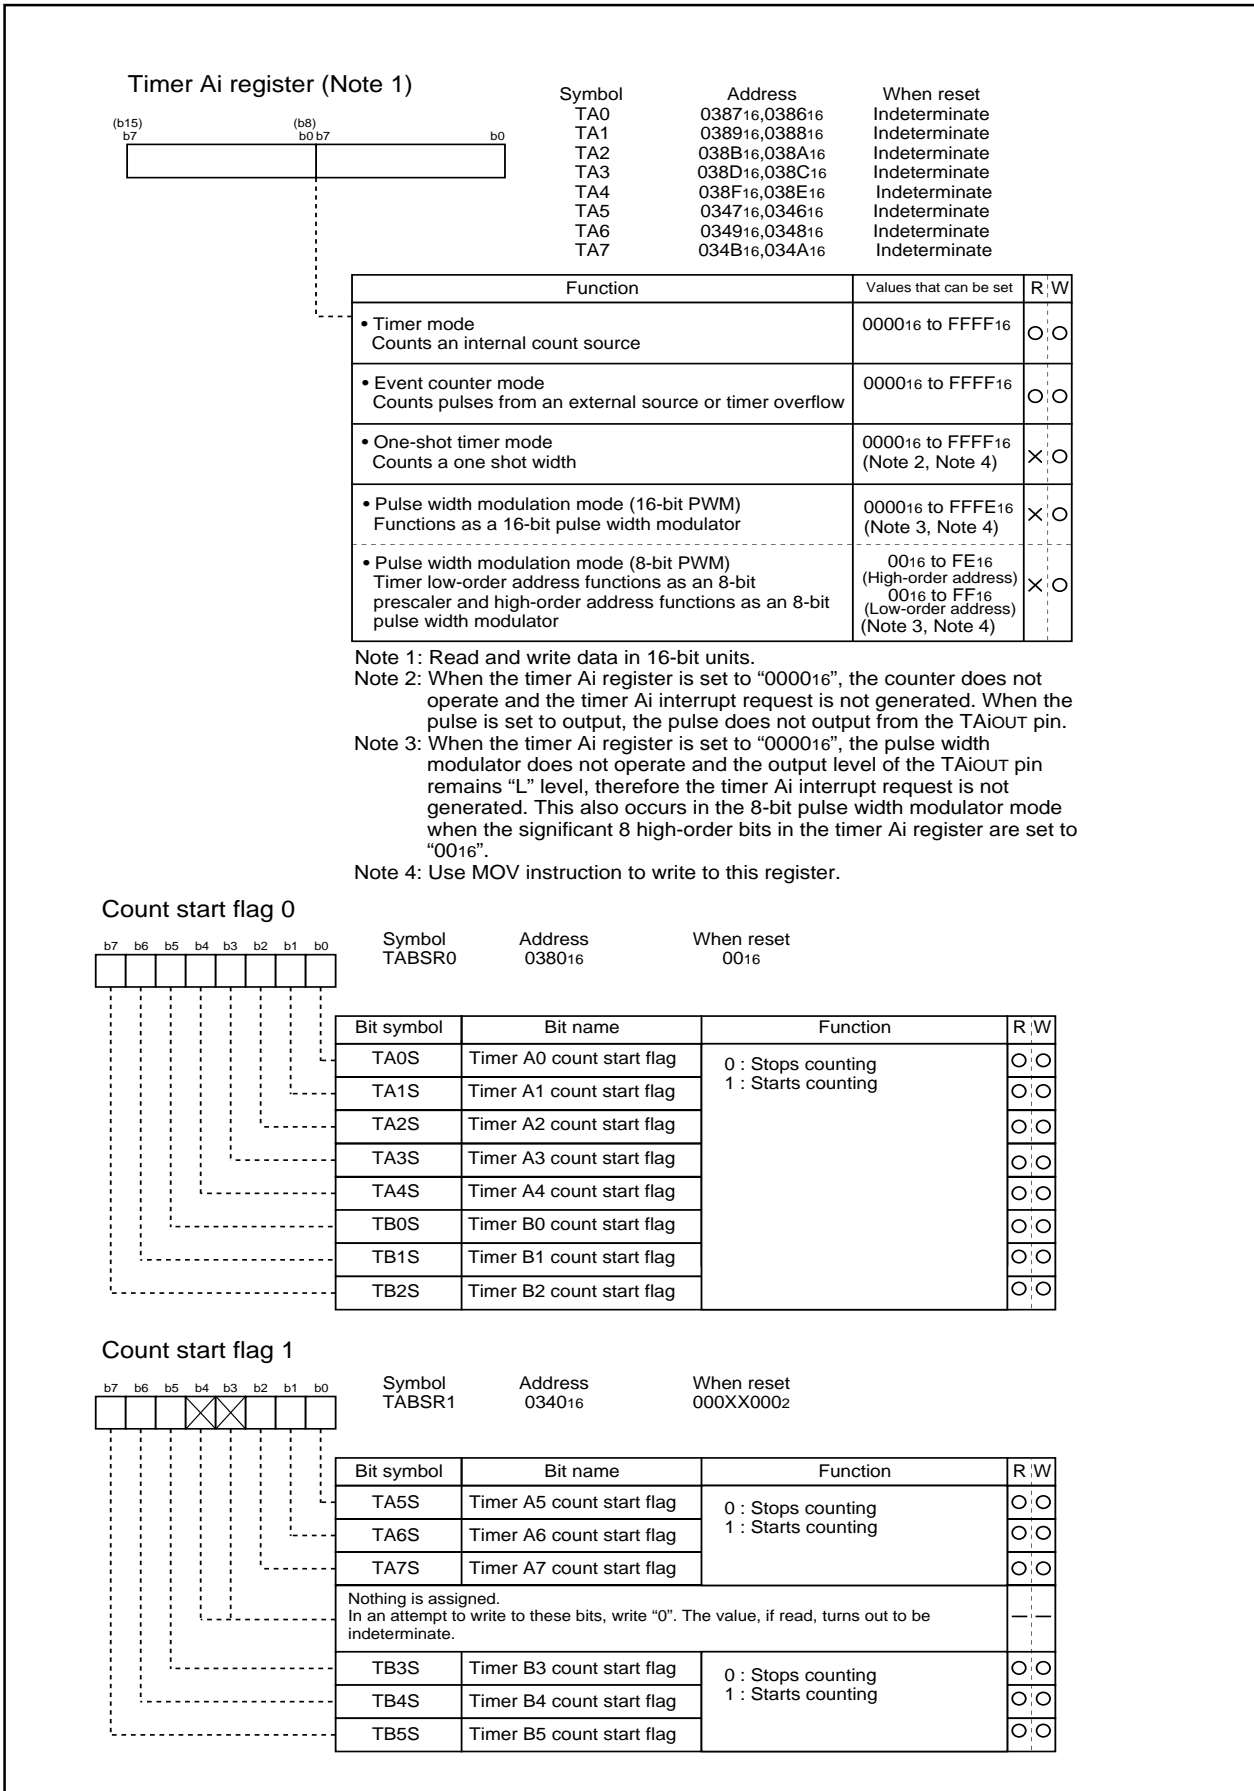 Timer Ai register (Note 1)
Symbol Address When reset
TA0 038716,038616 Indeterminate
TA1 038916,038816 Indeterminate
TA2 038B16,038A16 Indeterminate
TA3 038D16,038C16 Indeterminate
TA4 038F16,038E16 Indeterminate
TA5 034716,034616 Indeterminate
TA6 034916,034816 Indeterminate
TA7 034B16,034A16 Indeterminate
(b15) (b8)
b7 b0 b7 b0
Function Values that can be set R W
• Timer mode 000016 to FFFF16
Counts an internal count source
• Event counter mode 000016 to FFFF16
Counts pulses from an external source or timer overflow
• One-shot timer mode 000016 to FFFF16
Counts a one shot width (Note 2, Note 4)
• Pulse width modulation mode (16-bit PWM) 000016 to FFFE16
Functions as a 16-bit pulse width modulator (Note 3, Note 4)
• Pulse width modulation mode (8-bit PWM) 0016 to FE16
(High-order address)
Timer low-order address functions as an 8-bit 0016 to FF16
prescaler and high-order address functions as an 8-bit (Low-order address)
pulse width modulator (Note 3, Note 4)
Note 1: Read and write data in 16-bit units.
Note 2: When the timer Ai register is set to “000016”, the counter does not
operate and the timer Ai interrupt request is not generated. When the
pulse is set to output, the pulse does not output from the TAiOUT pin.
Note 3: When the timer Ai register is set to “000016”, the pulse width
modulator does not operate and the output level of the TAiOUT pin
remains “L” level, therefore the timer Ai interrupt request is not
generated. This also occurs in the 8-bit pulse width modulator mode
when the significant 8 high-order bits in the timer Ai register are set to
“0016”.
Note 4: Use MOV instruction to write to this register.
Count start flag 0
b7 b6 b5 b4 b3 b2 b1 b0
Symbol Address When reset
TABSR0 038016 0016
Bit symbol Bit name Function R W
TA0S Timer A0 count start flag 0 : Stops counting
TA1S Timer A1 count start flag 1 : Starts counting
TA2S Timer A2 count start flag
TA3S Timer A3 count start flag
TA4S Timer A4 count start flag
TB0S Timer B0 count start flag
TB1S Timer B1 count start flag
TB2S Timer B2 count start flag
Count start flag 1
b7 b6 b5 b4 b3 b2 b1 b0
Symbol Address When reset
TABSR1 034016 000XX0002
Bit symbol Bit name Function R W
TA5S Timer A5 count start flag 0 : Stops counting
TA6S Timer A6 count start flag 1 : Starts counting
TA7S Timer A7 count start flag
Nothing is assigned.
In an attempt to write to these bits, write “0”. The value, if read, turns out to be
indeterminate.
TB3S Timer B3 count start flag 0 : Stops counting
TB4S Timer B4 count start flag 1 : Starts counting
TB5S Timer B5 count start flag